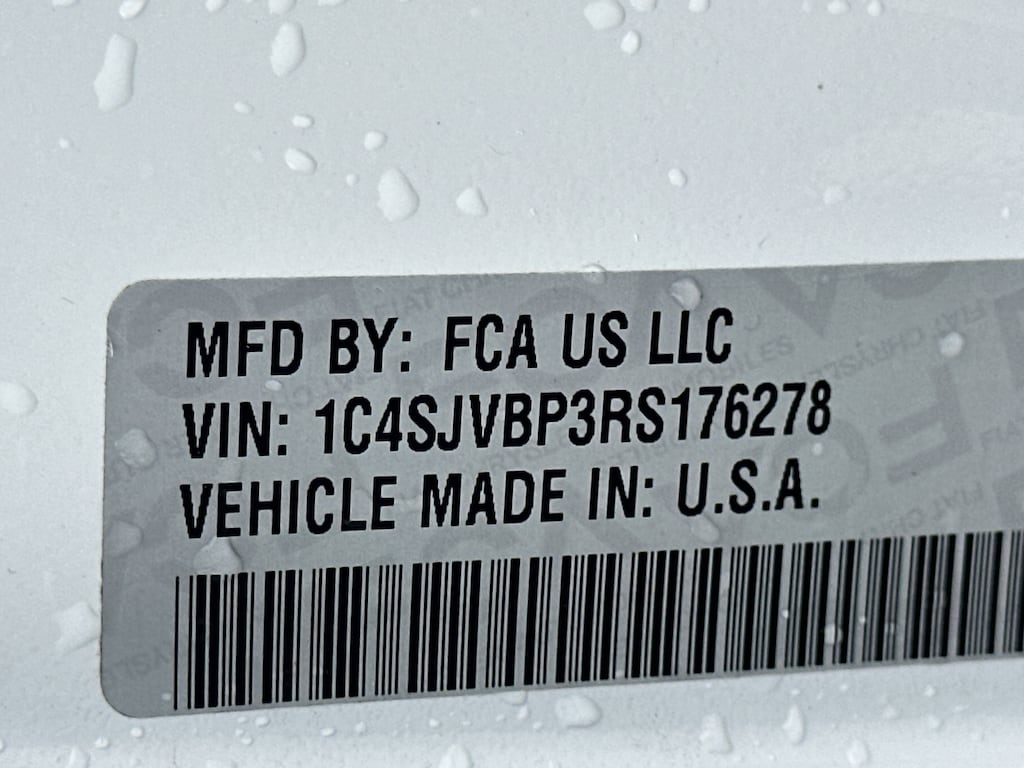 MFD BY: FCA US LLC
VIN: 1C4SJVBP3RS176278
VEHICLE MADE IN: U.S.A.